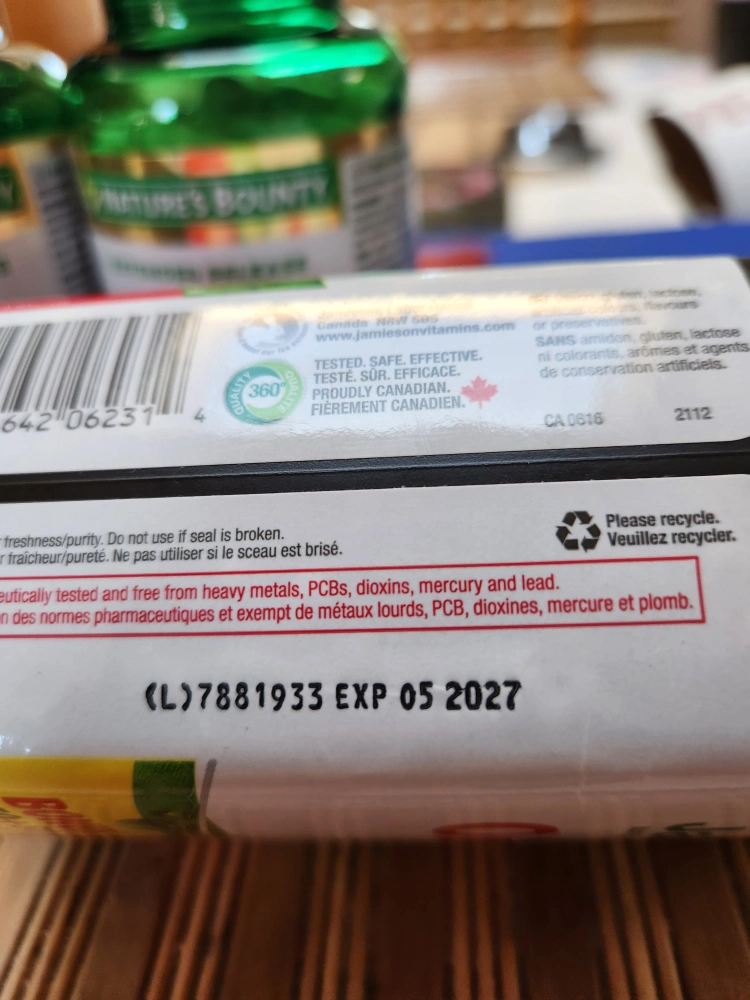 NATURE'S BOUNTY
Canada
www.jamiesonvitamins.com
or preservatives.
SANS amidon, gluten, lactose
ni colorants, arômes et agents
de conservation artificiels.
QUALITY 360°
TESTED. SAFE. EFFECTIVE.
TESTÉ. SÛR. EFFICACE.
PROUDLY CANADIAN.
FIÈREMENT CANADIEN.
642 06231 4
CA 0616 2112
freshness/purity. Do not use if seal is broken.
fraîcheur/pureté. Ne pas utiliser si le sceau est brisé.
Please recycle.
Veuillez recycler.
eutically tested and free from heavy metals, PCBs, dioxins, mercury and lead.
n des normes pharmaceutiques et exempt de métaux lourds, PCB, dioxines, mercure et plomb.
(L)7881933 EXP 05 2027